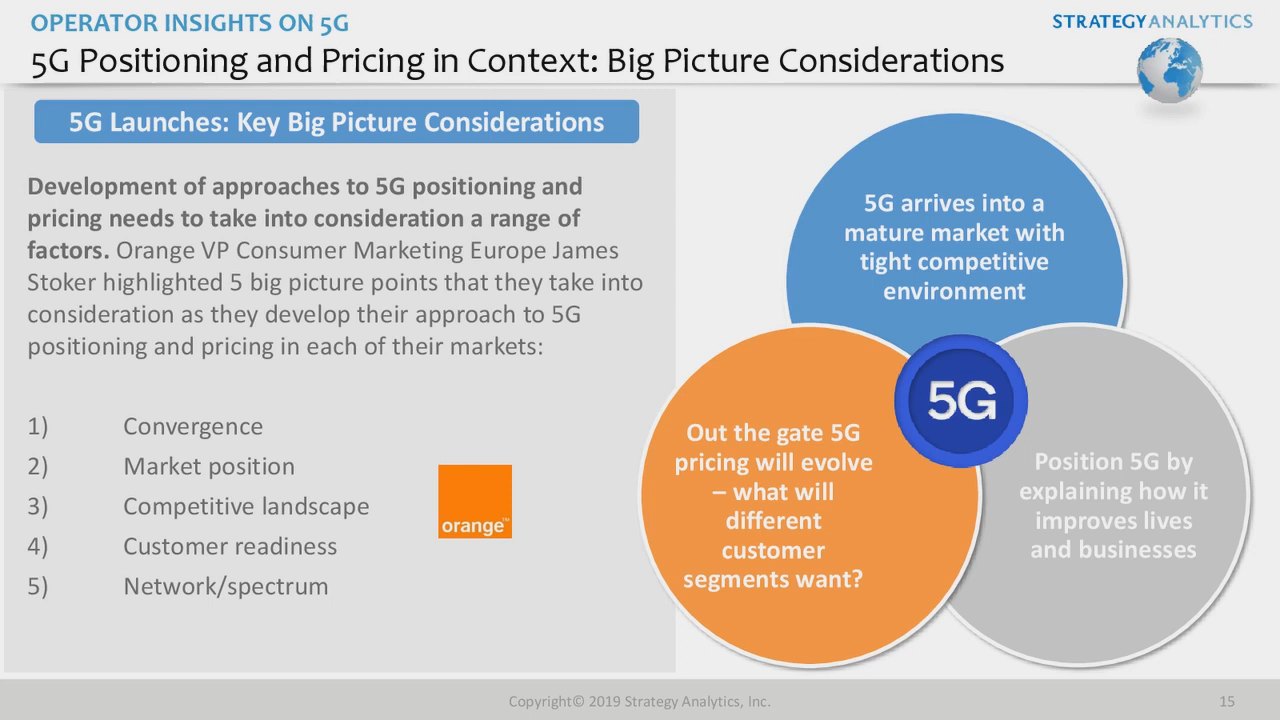 OPERATOR INSIGHTS ON 5G
STRATEGYANALYTICS
5G Positioning and Pricing in Context: Big Picture Considerations
5G Launches: Key Big Picture Considerations
Development of approaches to 5G positioning and
pricing needs to take into consideration a range of
factors. Orange VP Consumer Marketing Europe James
Stoker highlighted 5 big picture points that they take into
consideration as they develop their approach to 5G
positioning and pricing in each of their markets:
1) Convergence
2) Market position
3) Competitive landscape
4) Customer readiness
5) Network/spectrum
orange™
5G arrives into a
mature market with
tight competitive
environment
5G
Out the gate 5G
pricing will evolve
– what will
different
customer
segments want?
Position 5G by
explaining how it
improves lives
and businesses
Copyright© 2019 Strategy Analytics, Inc.
15